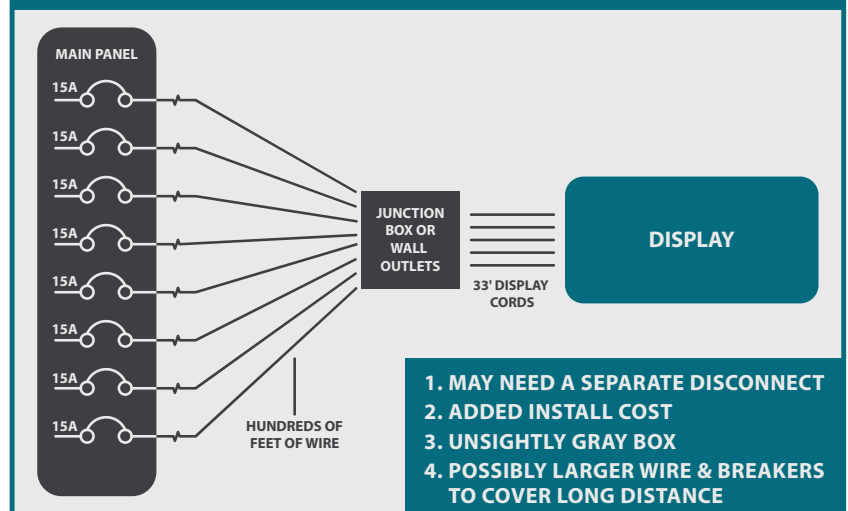 MAIN PANEL
15A
15A
15A
15A
15A
15A
15A
15A
JUNCTION
BOX OR
WALL
OUTLETS
33' DISPLAY
CORDS
DISPLAY
HUNDREDS OF
FEET OF WIRE
1. MAY NEED A SEPARATE DISCONNECT
2. ADDED INSTALL COST
3. UNSIGHTLY GRAY BOX
4. POSSIBLY LARGER WIRE & BREAKERS
TO COVER LONG DISTANCE